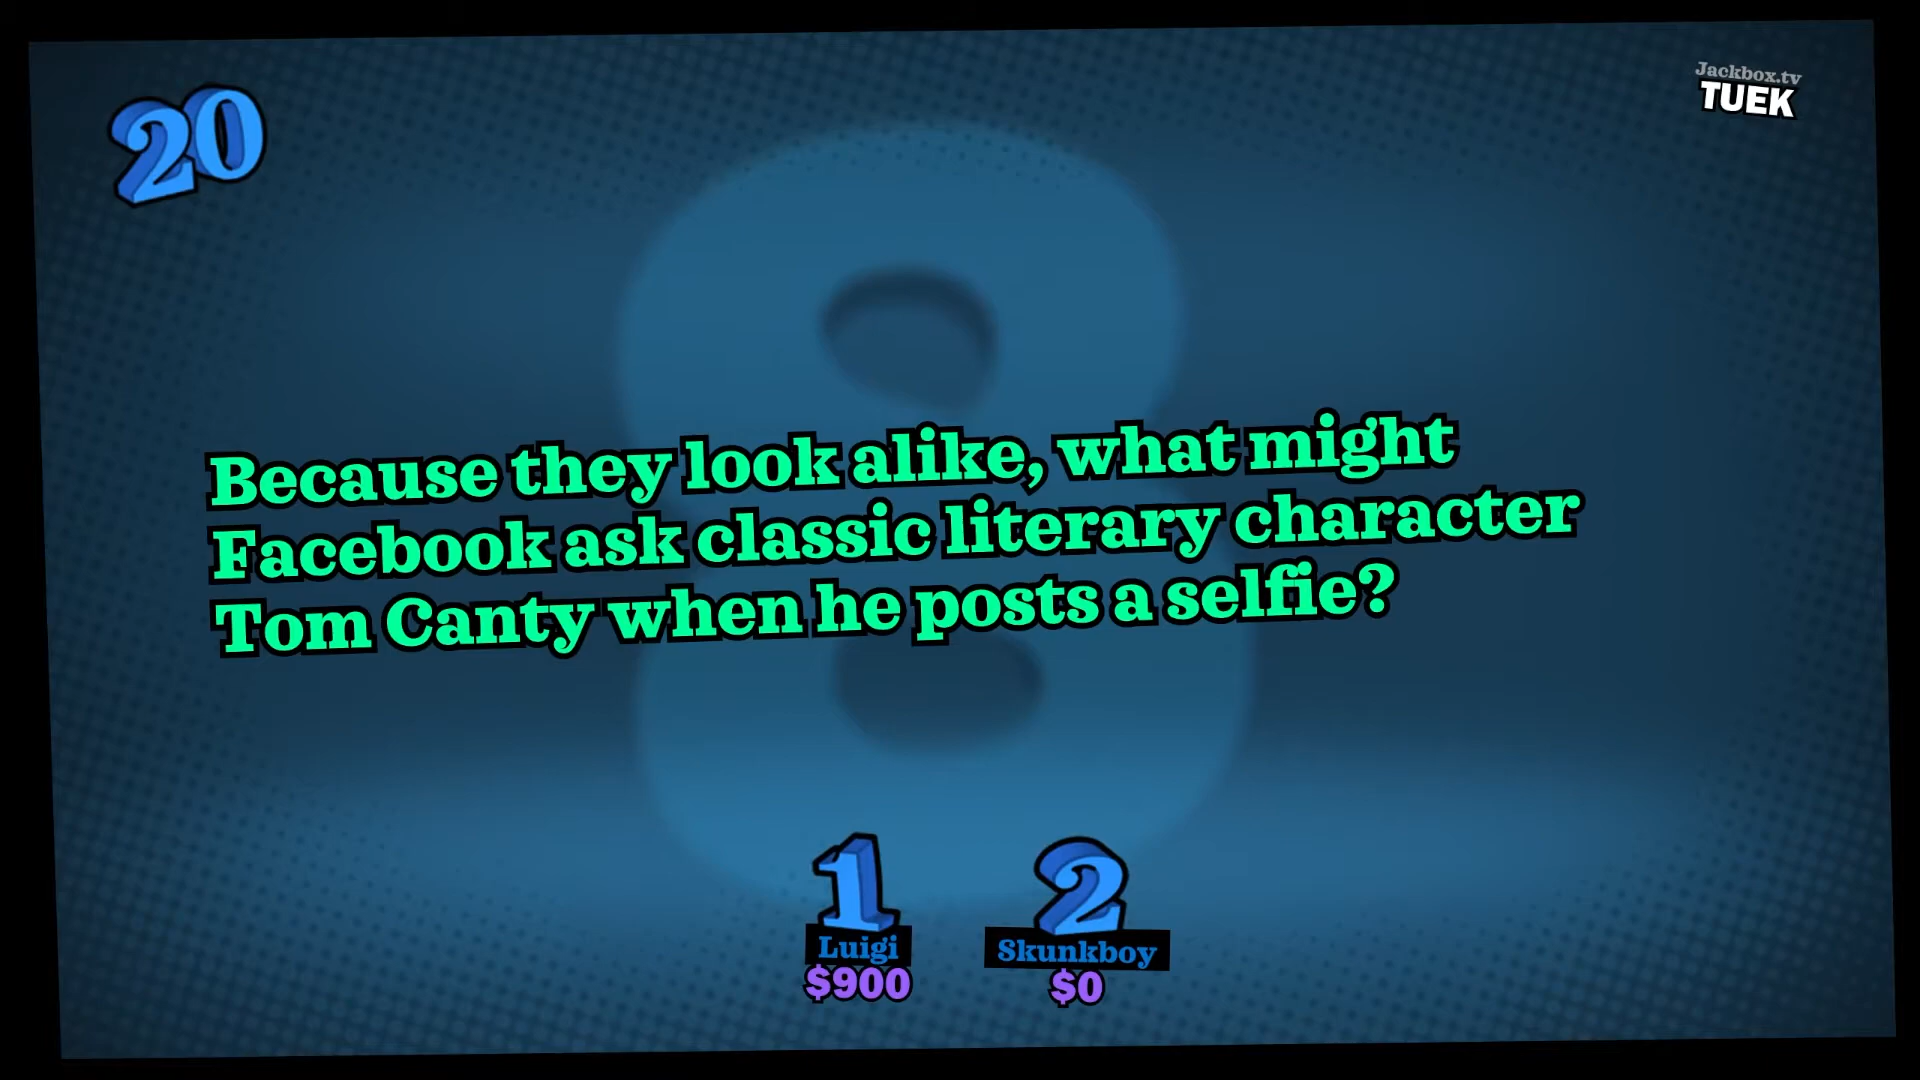 20
Jackbox.tv
TUEK
8
Because they look alike, what might
Facebook ask classic literary character
Tom Canty when he posts a selfie?
1
Luigi
$900
2
Skunkboy
$0